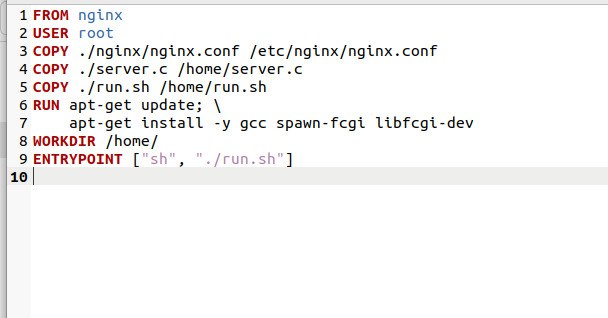 1 FROM nginx
2 USER root
3 COPY ./nginx/nginx.conf /etc/nginx/nginx.conf
4 COPY ./server.c /home/server.c
5 COPY ./run.sh /home/run.sh
6 RUN apt-get update; \
7     apt-get install -y gcc spawn-fcgi libfcgi-dev
8 WORKDIR /home/
9 ENTRYPOINT ["sh", "./run.sh"]
10